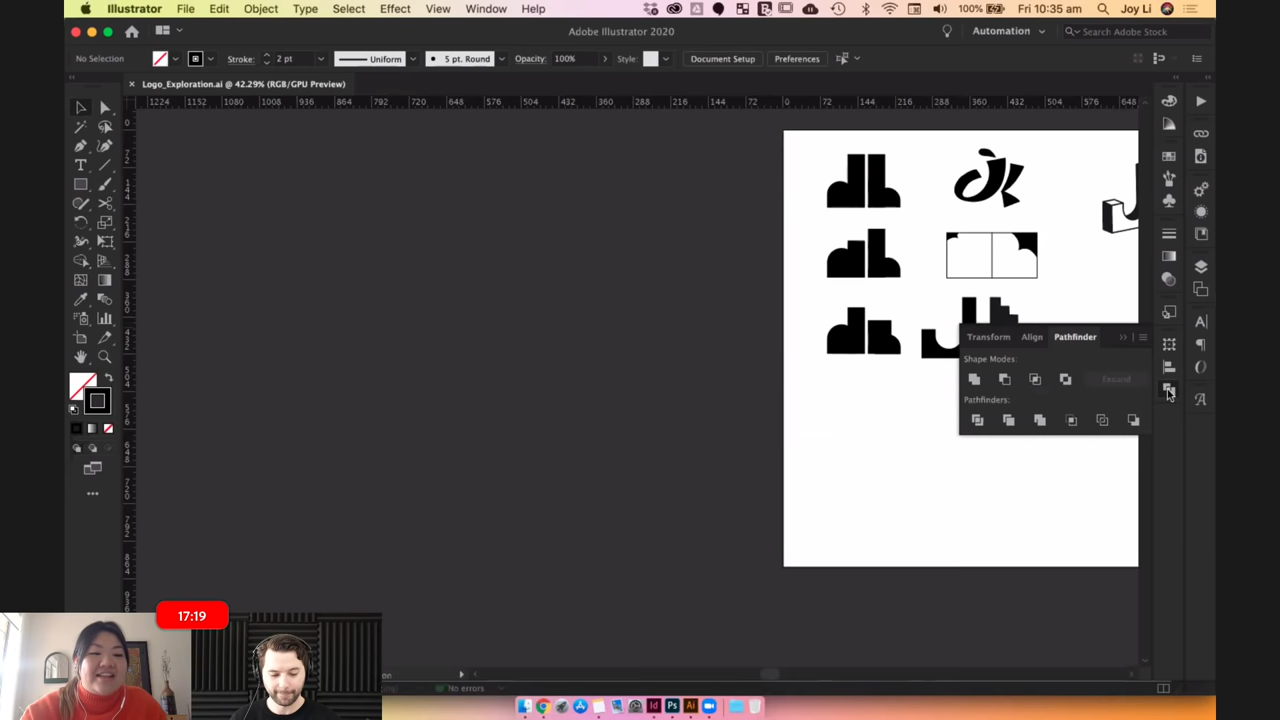 Illustrator File Edit Object Type Select Effect View Window Help 100% Fri 10:35 am Joy Li
Adobe Illustrator 2020 Automation Search Adobe Stock
No Selection Stroke: 2 pt Uniform 5 pt. Round Opacity: 100% Style: Document Setup Preferences
Logo_Exploration.ai @ 42.29% (RGB/GPU Preview)
1224 1152 1080 1008 936 864 792 720 648 576 504 432 360 288 216 144 72 0 72 144 216 288 360 432 504 576 648
Transform Align Pathfinder
Shape Modes:
Expand
Pathfinders:
17:19
on No errors
Id Ps Ai